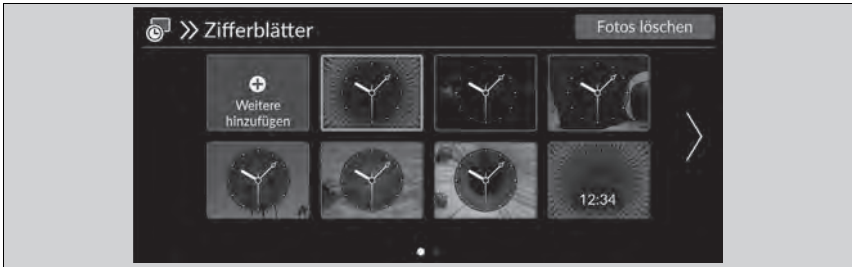 Zifferblätter
Fotos löschen
Weitere
hinzufügen
12:34